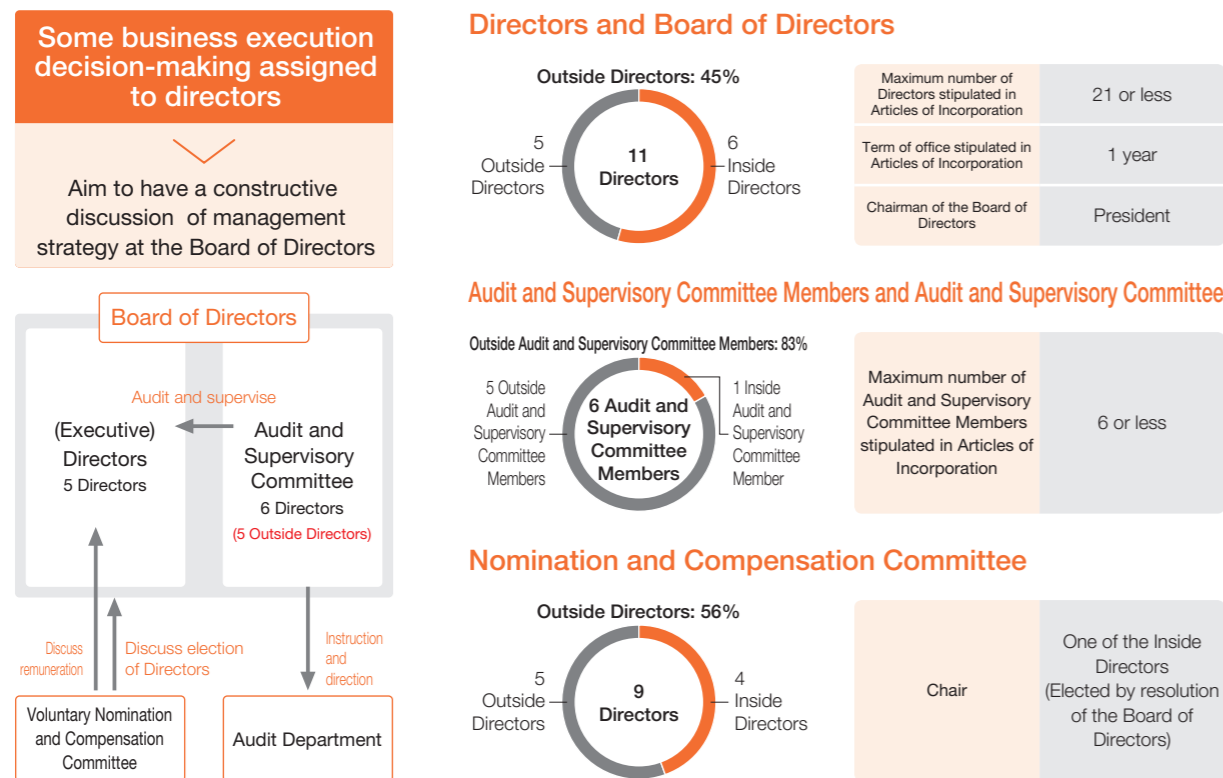 Some business execution
decision-making assigned
to directors
Aim to have a constructive
discussion of management
strategy at the Board of Directors
Board of Directors
Audit and supervise
(Executive)
Directors
5 Directors
Audit and
Supervisory
Committee
6 Directors
(5 Outside Directors)
Discuss
remuneration
Discuss election
of Directors
Instruction
and
direction
Voluntary Nomination
and Compensation
Committee
Audit Department
Directors and Board of Directors
Outside Directors: 45%
5
Outside
Directors
11
Directors
6
Inside
Directors
Maximum number of
Directors stipulated in
Articles of Incorporation
21 or less
Term of office stipulated in
Articles of Incorporation
1 year
Chairman of the Board of
Directors
President
Audit and Supervisory Committee Members and Audit and Supervisory Committee
Outside Audit and Supervisory Committee Members: 83%
5 Outside
Audit and
Supervisory
Committee
Members
6 Audit and
Supervisory
Committee
Members
1 Inside
Audit and
Supervisory
Committee
Member
Maximum number of
Audit and Supervisory
Committee Members
stipulated in Articles of
Incorporation
6 or less
Nomination and Compensation Committee
Outside Directors: 56%
5
Outside
Directors
9
Directors
4
Inside
Directors
Chair
One of the Inside
Directors
(Elected by resolution
of the Board of
Directors)